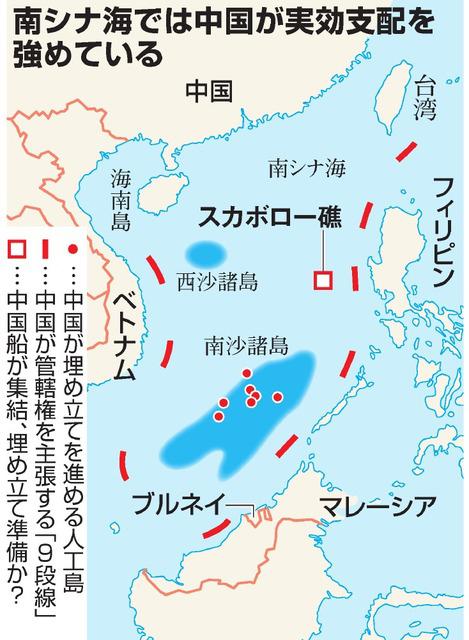 南シナ海では中国が実効支配を
強めている
中国
台湾
海南島
南シナ海
スカボロー礁
フィリピン
西沙諸島
ベトナム
南沙諸島
ブルネイ
マレーシア
●…中国が埋め立てを進める人工島
…中国が管轄権を主張する「9段線」
□…中国船が集結、埋め立て準備か？